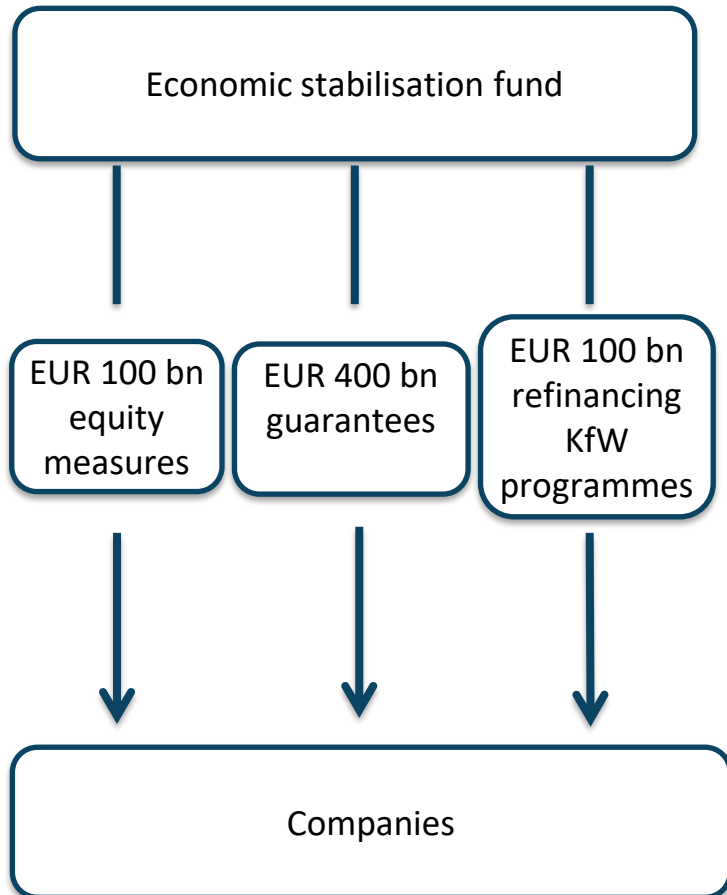 Economic stabilisation fund
EUR 100 bn
equity
measures
EUR 400 bn
guarantees
EUR 100 bn
refinancing
KfW
programmes
Companies